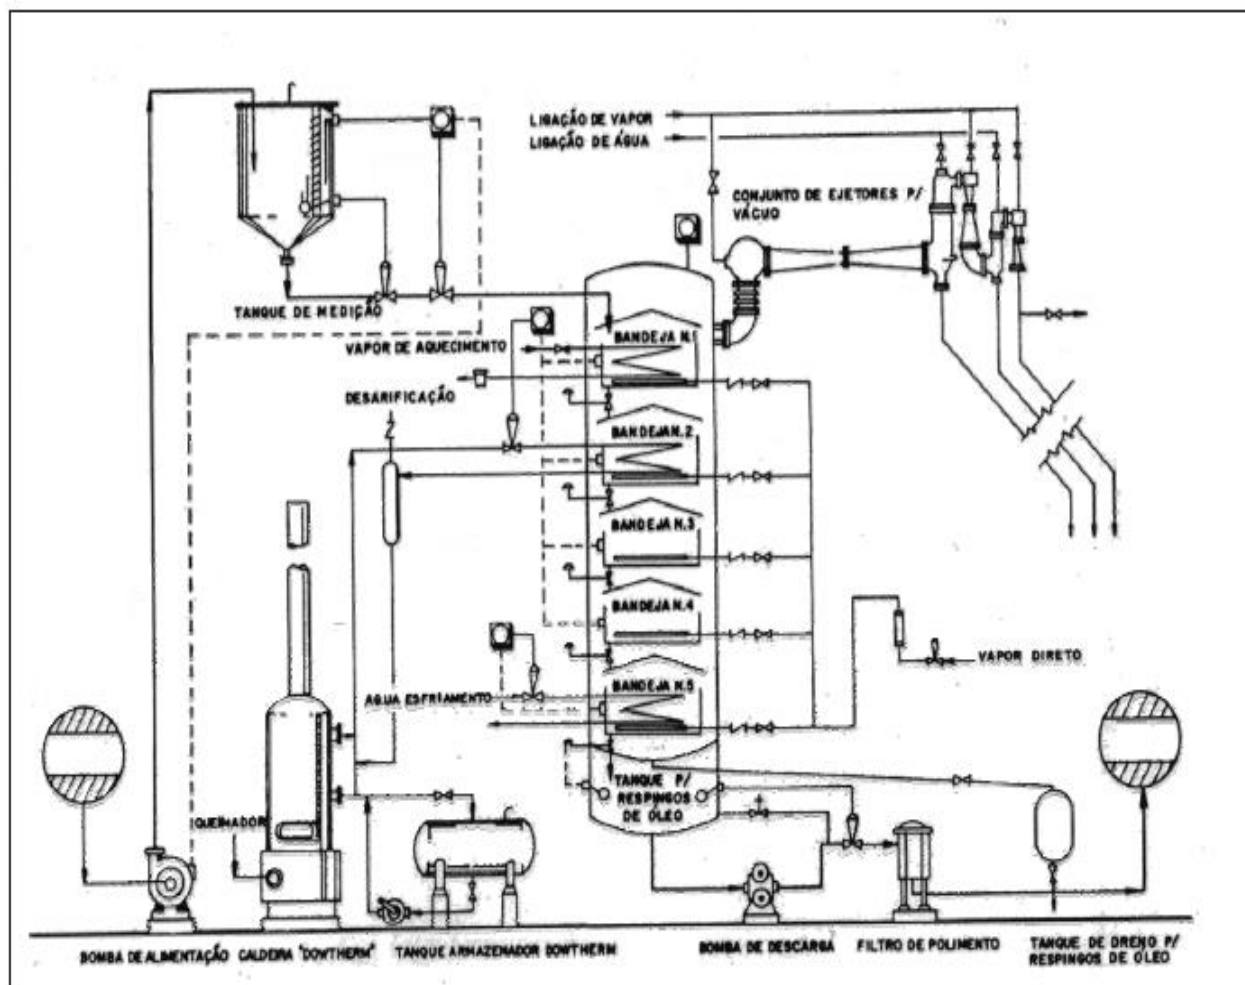 LIGAÇÃO DE VAPOR
LIGAÇÃO DE ÁGUA
CONJUNTO DE EJETORES P/
VÁCUO
TANQUE DE MEDIÇÃO
VAPOR DE AQUECIMENTO
BANDEJA N.1
DESARIFICAÇÃO
BANDEJA N.2
BANDEJA N.3
BANDEJA N.4
VAPOR DIRETO
AGUA ESFRIAMENTO
BANDEJA N.5
TANQUE P/
RESPINGOS
DE ÓLEO
QUEIMADOR
BOMBA DE ALIMENTAÇÃO
CALDEIRA "DOWTHERM"
TANQUE ARMAZENADOR DOWTHERM
BOMBA DE DESCARGA
FILTRO DE POLIMENTO
TANQUE DE DRENO P/
RESPINGOS DE ÓLEO